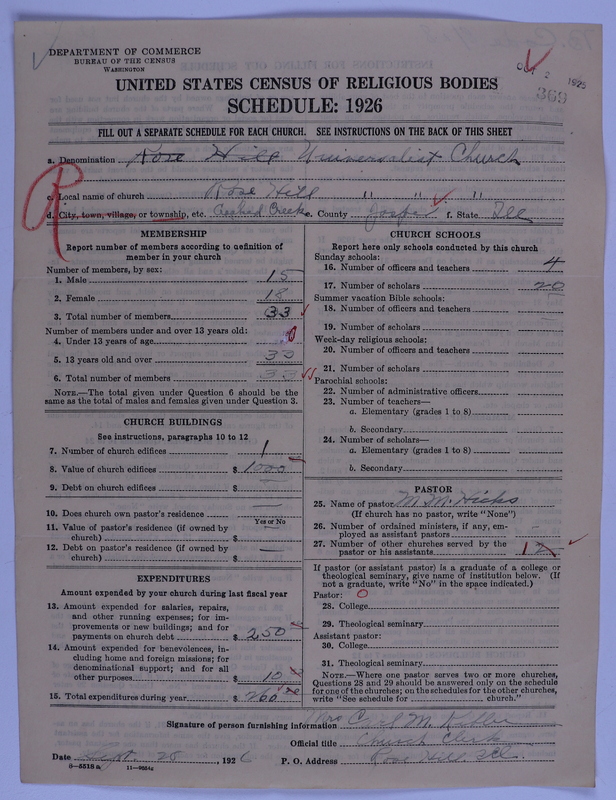 DEPARTMENT OF COMMERCE
BUREAU OF THE CENSUS
WASHINGTON
OCT 2 1925
369
UNITED STATES CENSUS OF RELIGIOUS BODIES
SCHEDULE: 1926
FILL OUT A SEPARATE SCHEDULE FOR EACH CHURCH. SEE INSTRUCTIONS ON THE BACK OF THIS SHEET
a. Denomination Rose Hill Universalist Church
R
c. Local name of church Rose Hill " " "
d. City, town, village, or township, etc. Crooked Creek e. County Jasper f. State Ill
MEMBERSHIP
Report number of members according to definition of
member in your church
Number of members, by sex:
1. Male 15
2. Female 18
3. Total number of members 33
Number of members under and over 13 years old:
4. Under 13 years of age 0
5. 13 years old and over 33
6. Total number of members 33
NOTE.—The total given under Question 6 should be
same as the total of males and females given under Question 3.
CHURCH BUILDINGS
See instructions, paragraphs 10 to 12
7. Number of church edifices 1
8. Value of church edifices $ 1000
9. Debt on church edifices $
10. Does church own pastor's residence
Yes or No
11. Value of pastor's residence (if owned by
church) $
12. Debt on pastor's residence (if owned by
church) $
EXPENDITURES
Amount expended by your church during last fiscal year
13. Amount expended for salaries, repairs,
and other running expenses; for im-
provements or new buildings; and for
payments on church debt $ 250
14. Amount expended for benevolences, in-
cluding home and foreign missions; for
denominational support; and for all
other purposes $ 10
15. Total expenditures during year $ 260
CHURCH SCHOOLS
Report here only schools conducted by this church
Sunday schools:
16. Number of officers and teachers 4
17. Number of scholars 20
Summer vacation Bible schools:
18. Number of officers and teachers
19. Number of scholars
Week-day religious schools:
20. Number of officers and teachers
21. Number of scholars
Parochial schools:
22. Number of administrative officers
23. Number of teachers—
a. Elementary (grades 1 to 8)
b. Secondary
24. Number of scholars—
a. Elementary (grades 1 to 8)
b. Secondary
PASTOR
25. Name of pastor M. M. Hicks
(If church has no pastor, write "None")
26. Number of ordained ministers, if any, em-
ployed as assistant pastors
27. Number of other churches served by the
pastor or his assistants 1
If pastor (or assistant pastor) is a graduate of a college or
theological seminary, give name of institution below. (If
not a graduate, write "No" in the space indicated.)
Pastor: O
28. College
29. Theological seminary
Assistant pastor:
30. College
31. Theological seminary
NOTE.—Where one pastor serves two or more churches,
Questions 28 and 29 should be answered only on the schedule
for one of the churches; on the schedules for the other churches,
write "See schedule for church."
Signature of person furnishing information Mrs Carl M.
Official title Church Clerk
Date Sept. 28, 1926 P. O. Address Rose Hill, Ill.
8—5518a 11—9554c